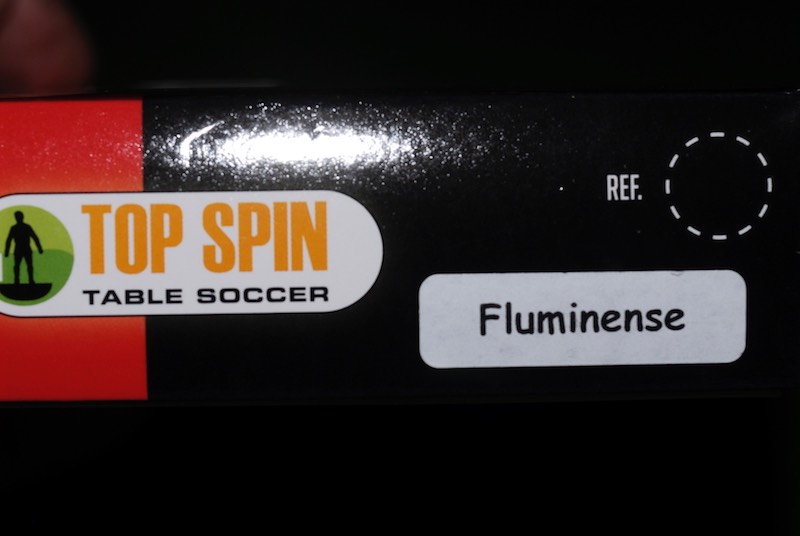 TOP SPIN
TABLE SOCCER
REF.
Fluminense